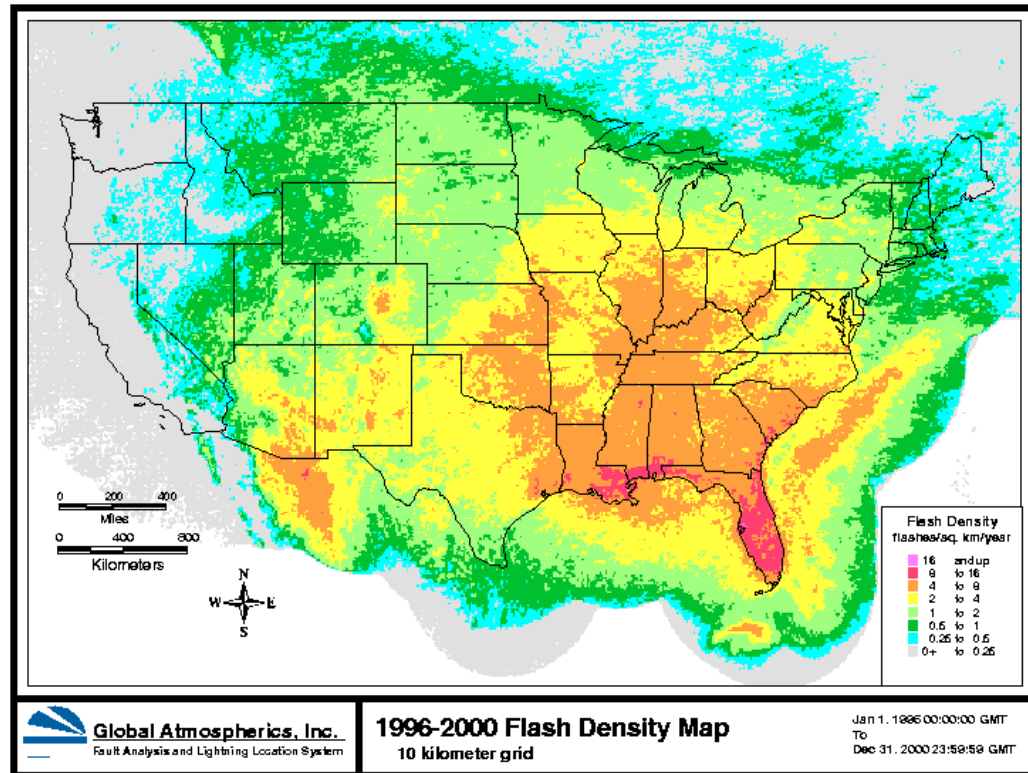 0 200 400
Miles
0 400 800
Kilometers
N
W E
S
Flash Density
flashes/sq. km/year
16 and up
8 to 16
4 to 8
2 to 4
1 to 2
0.5 to 1
0.25 to 0.5
0+ to 0.25
Global Atmospherics, Inc.
Fault Analysis and Lightning Location System
1996-2000 Flash Density Map
10 kilometer grid
Jan 1, 1996 00:00:00 GMT
To
Dec 31, 2000 23:59:59 GMT